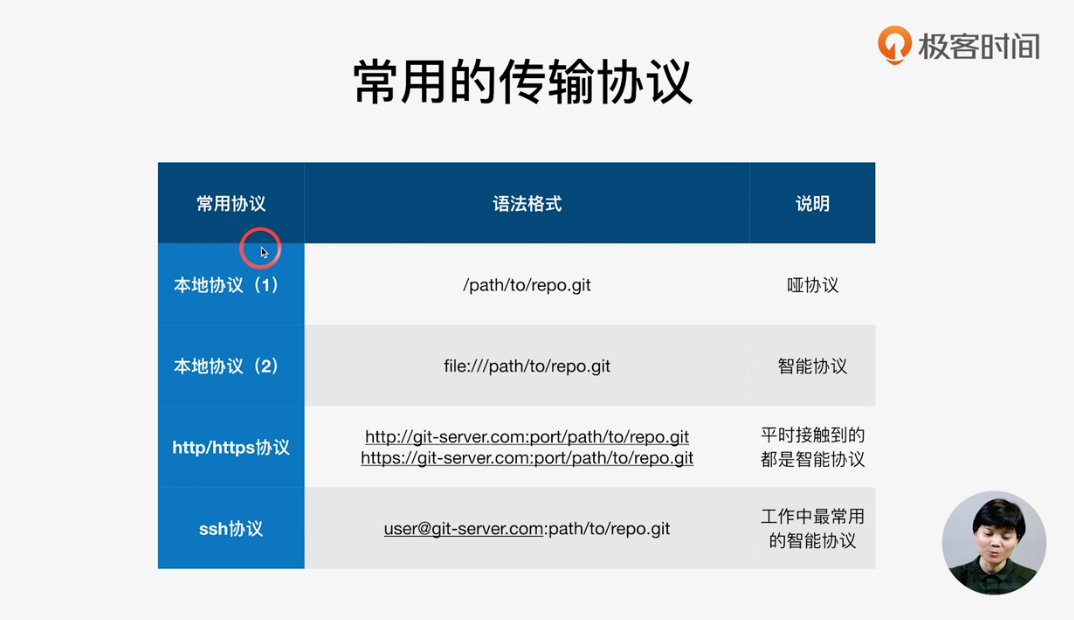 极客时间
常用的传输协议
常用协议 语法格式 说明
本地协议（1） /path/to/repo.git 哑协议
本地协议（2） file:///path/to/repo.git 智能协议
http/https协议 http://git-server.com:port/path/to/repo.git 平时接触到的
https://git-server.com:port/path/to/repo.git 都是智能协议
ssh协议 user@git-server.com:path/to/repo.git 工作中最常用
的智能协议